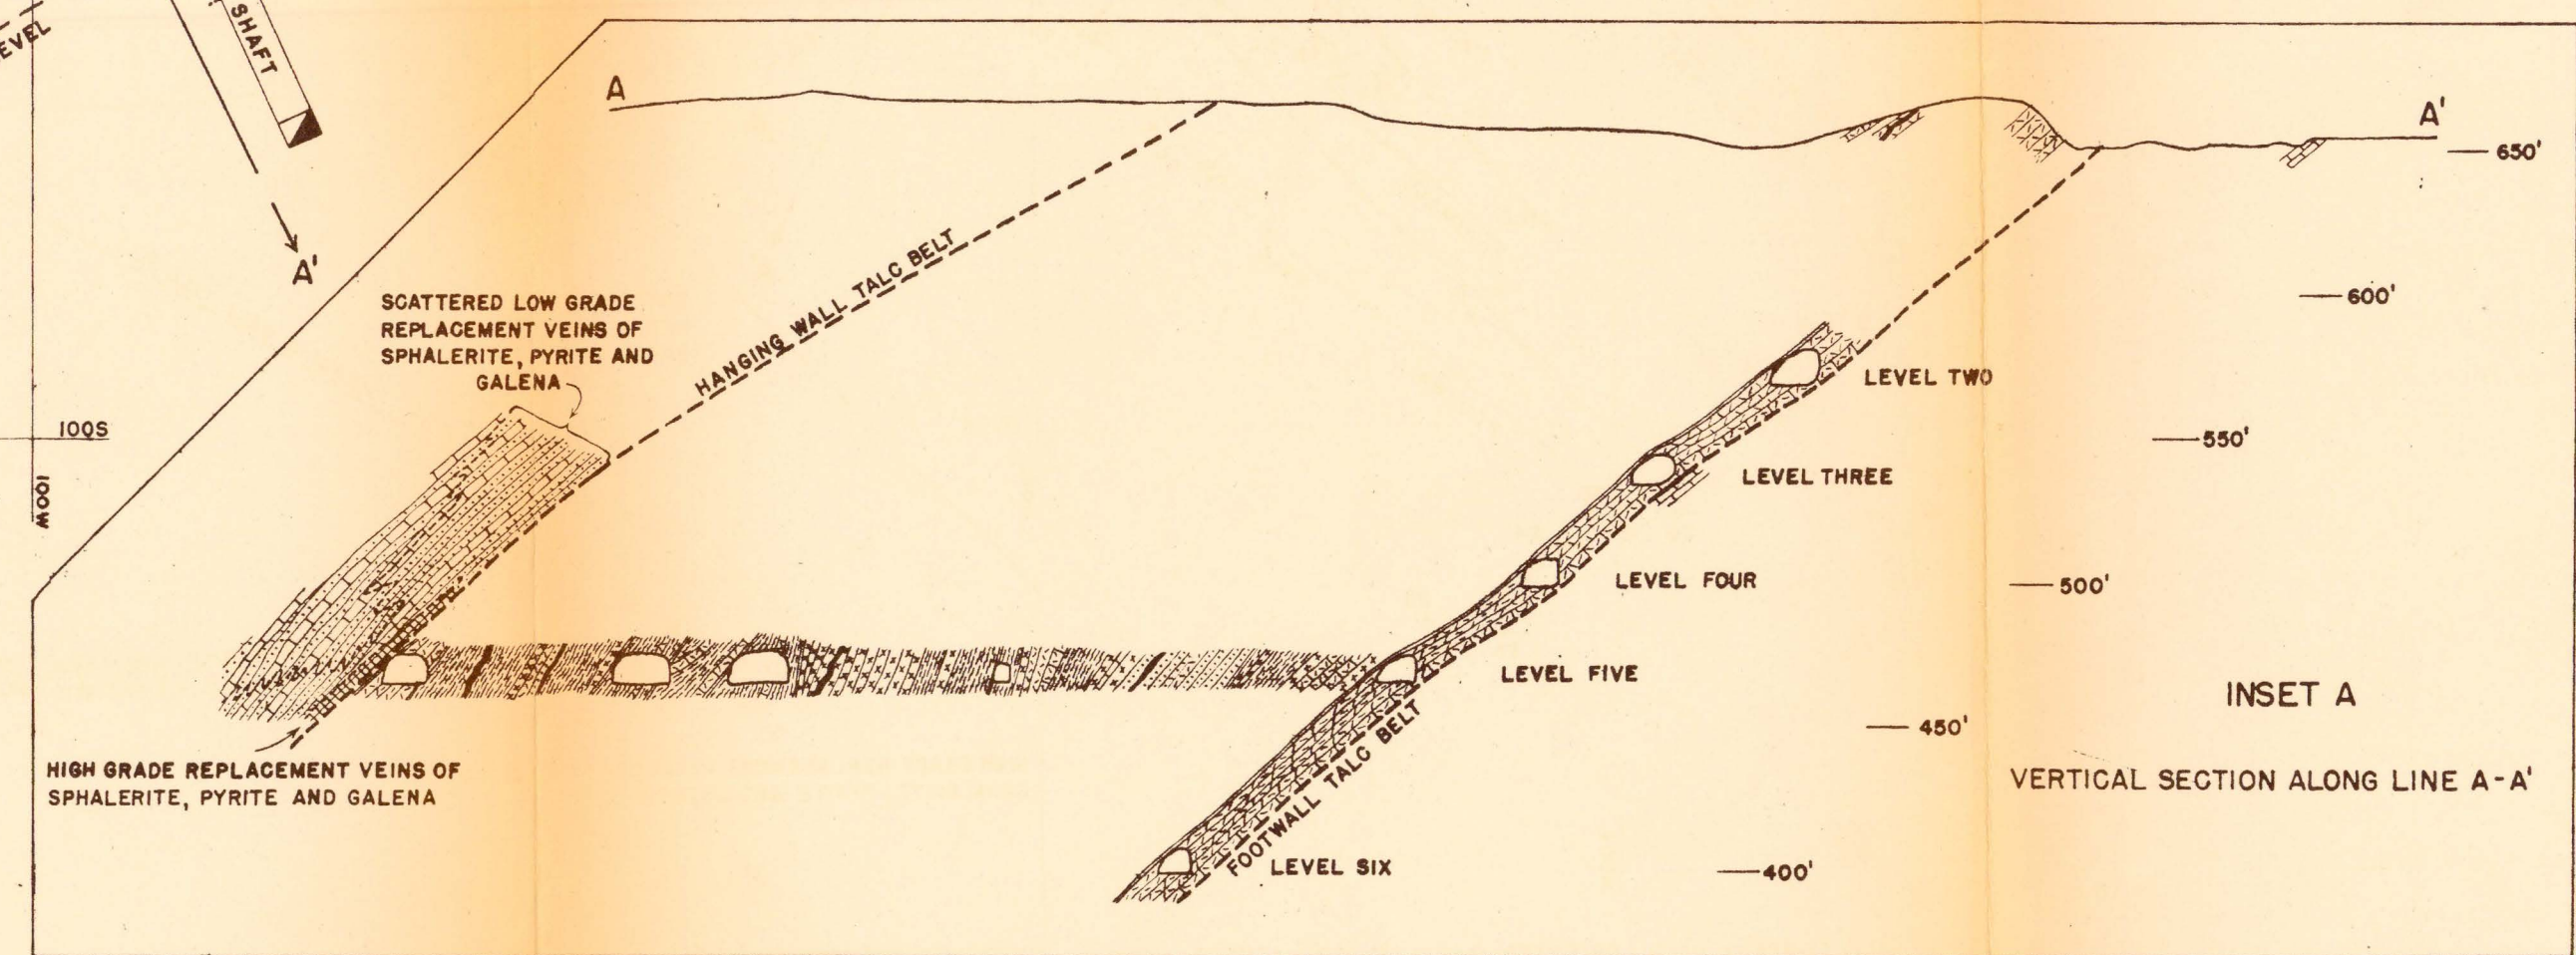 EVEL
SHAFT
A'
A
A'
650'
600'
HANGING WALL TALC BELT
SCATTERED LOW GRADE
REPLACEMENT VEINS OF
SPHALERITE, PYRITE AND
GALENA
LEVEL TWO
100S
550'
100W
LEVEL THREE
LEVEL FOUR
500'
LEVEL FIVE
INSET A
450'
FOOTWALL TALC BELT
HIGH GRADE REPLACEMENT VEINS OF
SPHALERITE, PYRITE AND GALENA
VERTICAL SECTION ALONG LINE A-A'
LEVEL SIX
400'